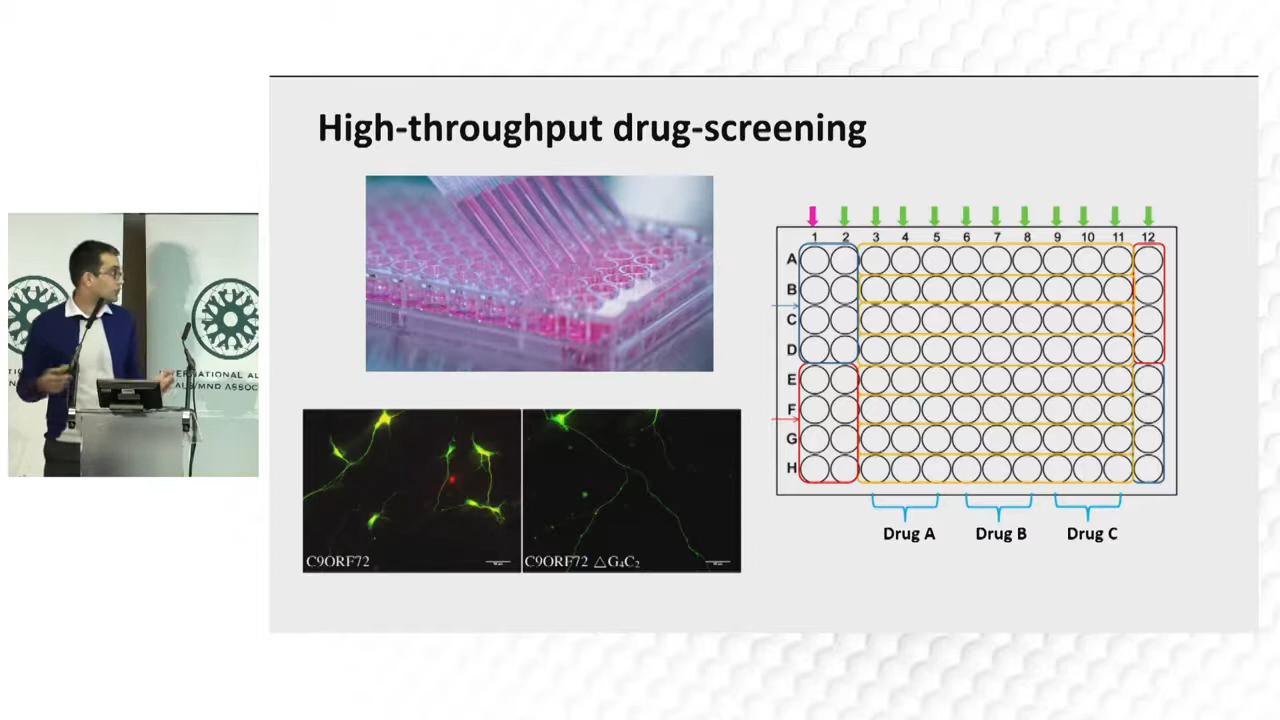 High-throughput drug-screening
1 2 3 4 5 6 7 8 9 10 11 12
A
B
C
D
E
F
G
H
Drug A Drug B Drug C
C9ORF72
C9ORF72 △G₄C₂